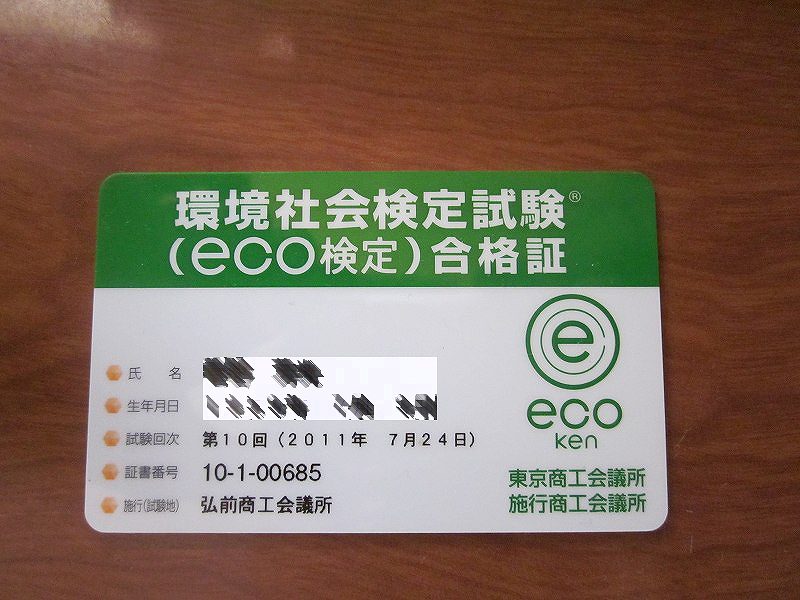 環境社会検定試験®
(eco検定)合格証
氏 名
生年月日
試験回次 第10回(2011年 7月24日)
証書番号 10-1-00685
施行(試験地) 弘前商工会議所
e
eco
ken
東京商工会議所
施行商工会議所